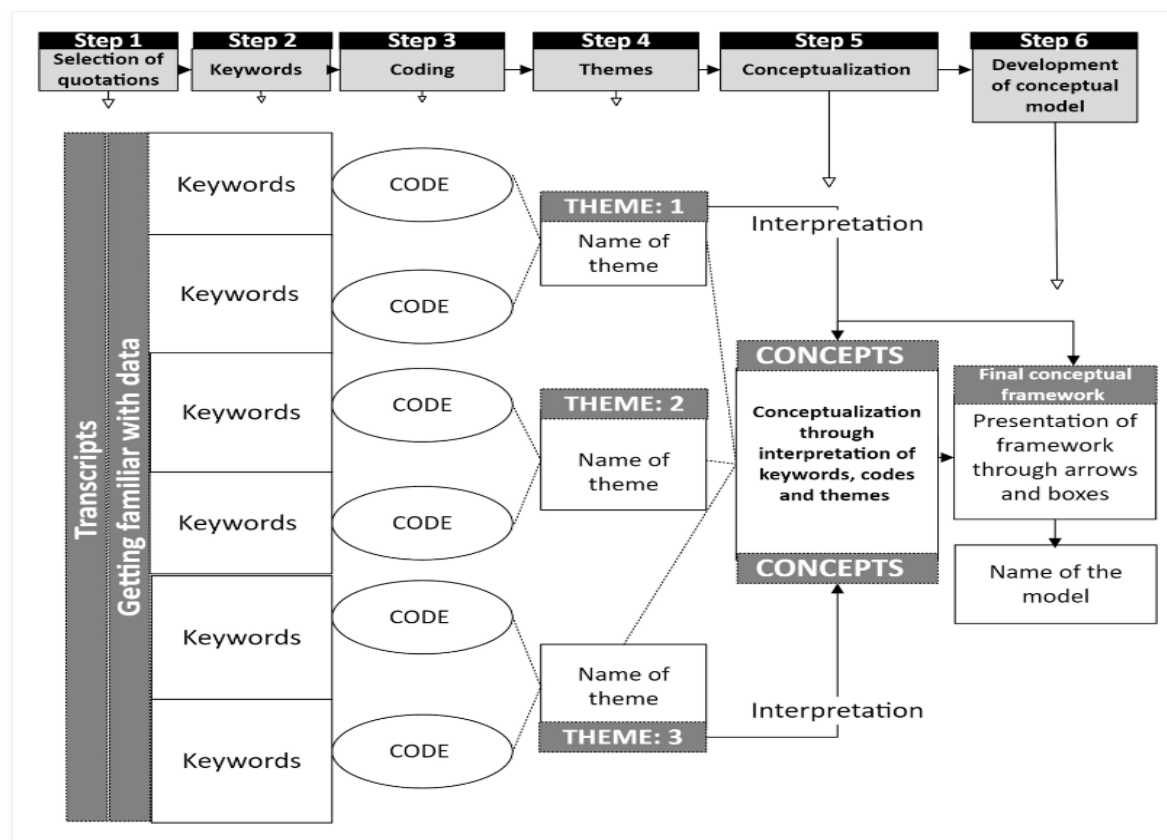 Step 1
Selection of
quotations
Step 2
Keywords
Step 3
Coding
Step 4
Themes
Step 5
Conceptualization
Step 6
Development
of conceptual
model
Transcripts
Getting familiar with data
Keywords
Keywords
Keywords
Keywords
Keywords
Keywords
CODE
CODE
CODE
CODE
CODE
CODE
THEME: 1
Name of
theme
THEME: 2
Name of
theme
Name of
theme
THEME: 3
Interpretation
CONCEPTS
Conceptualization
through
interpretation of
keywords, codes
and themes
CONCEPTS
Interpretation
Final conceptual
framework
Presentation of
framework
through arrows
and boxes
Name of the
model